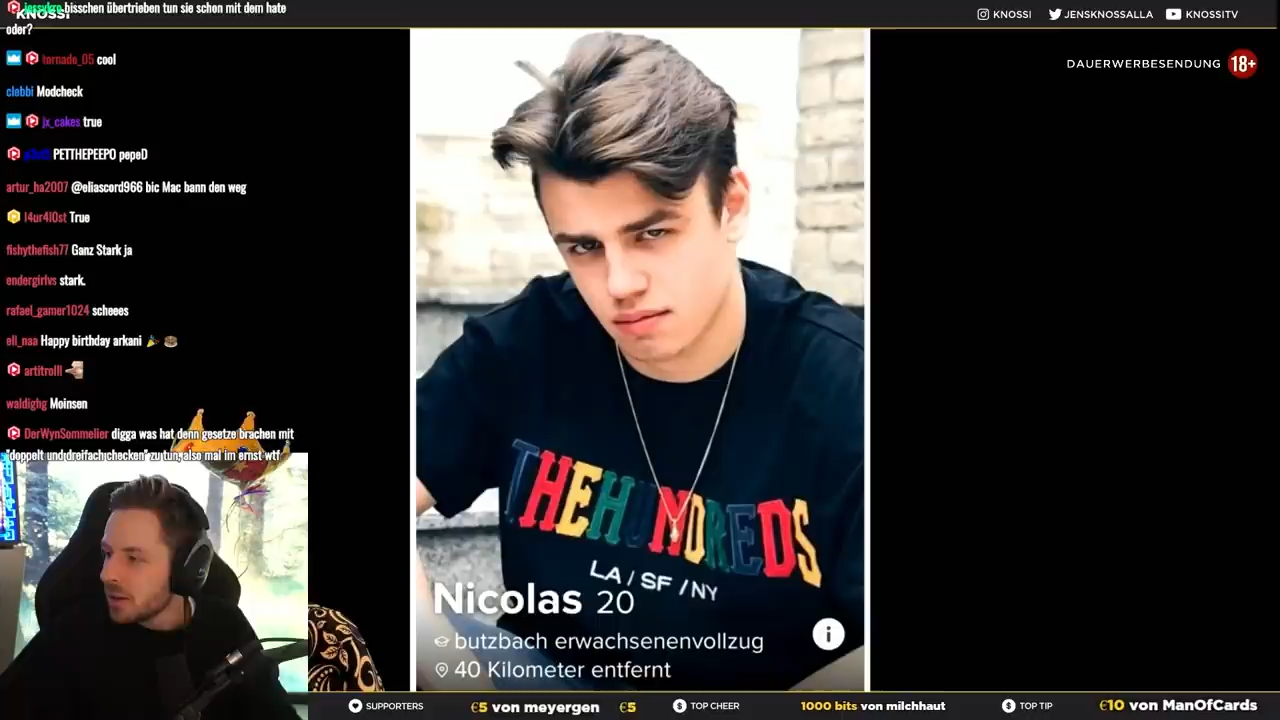 jessykro bisschen übertrieben tun sie schon mit dem hate
oder?
KNOSSI
KNOSSI
JENSKNOSSALLA
KNOSSITV
DAUERWERBESENDUNG 18+
tornado_05 cool
clebbi Modcheck
jx_cakes true
PETTHEPEEPO pepeD
artur_ha2007 @eliascord966 bic Mac bann den weg
l4ur4l0st True
fishythefish77 Ganz Stark ja
endergirlvs stark.
rafael_gamer1024 scheees
eli_naa Happy birthday arkani
artitrolll
waldighg Moinsen
DerWynSommelier digga was hat denn gesetze brachen mit
"doppelt und dreifach checken" zu tun, also mal im ernst wtf
THEHUNDREDS
LA / SF / NY
Nicolas 20
butzbach erwachsenenvollzug
40 Kilometer entfernt
SUPPORTERS
€5 von meyergen
€5
TOP CHEER
1000 bits von milchhaut
TOP TIP
€10 von ManOfCards